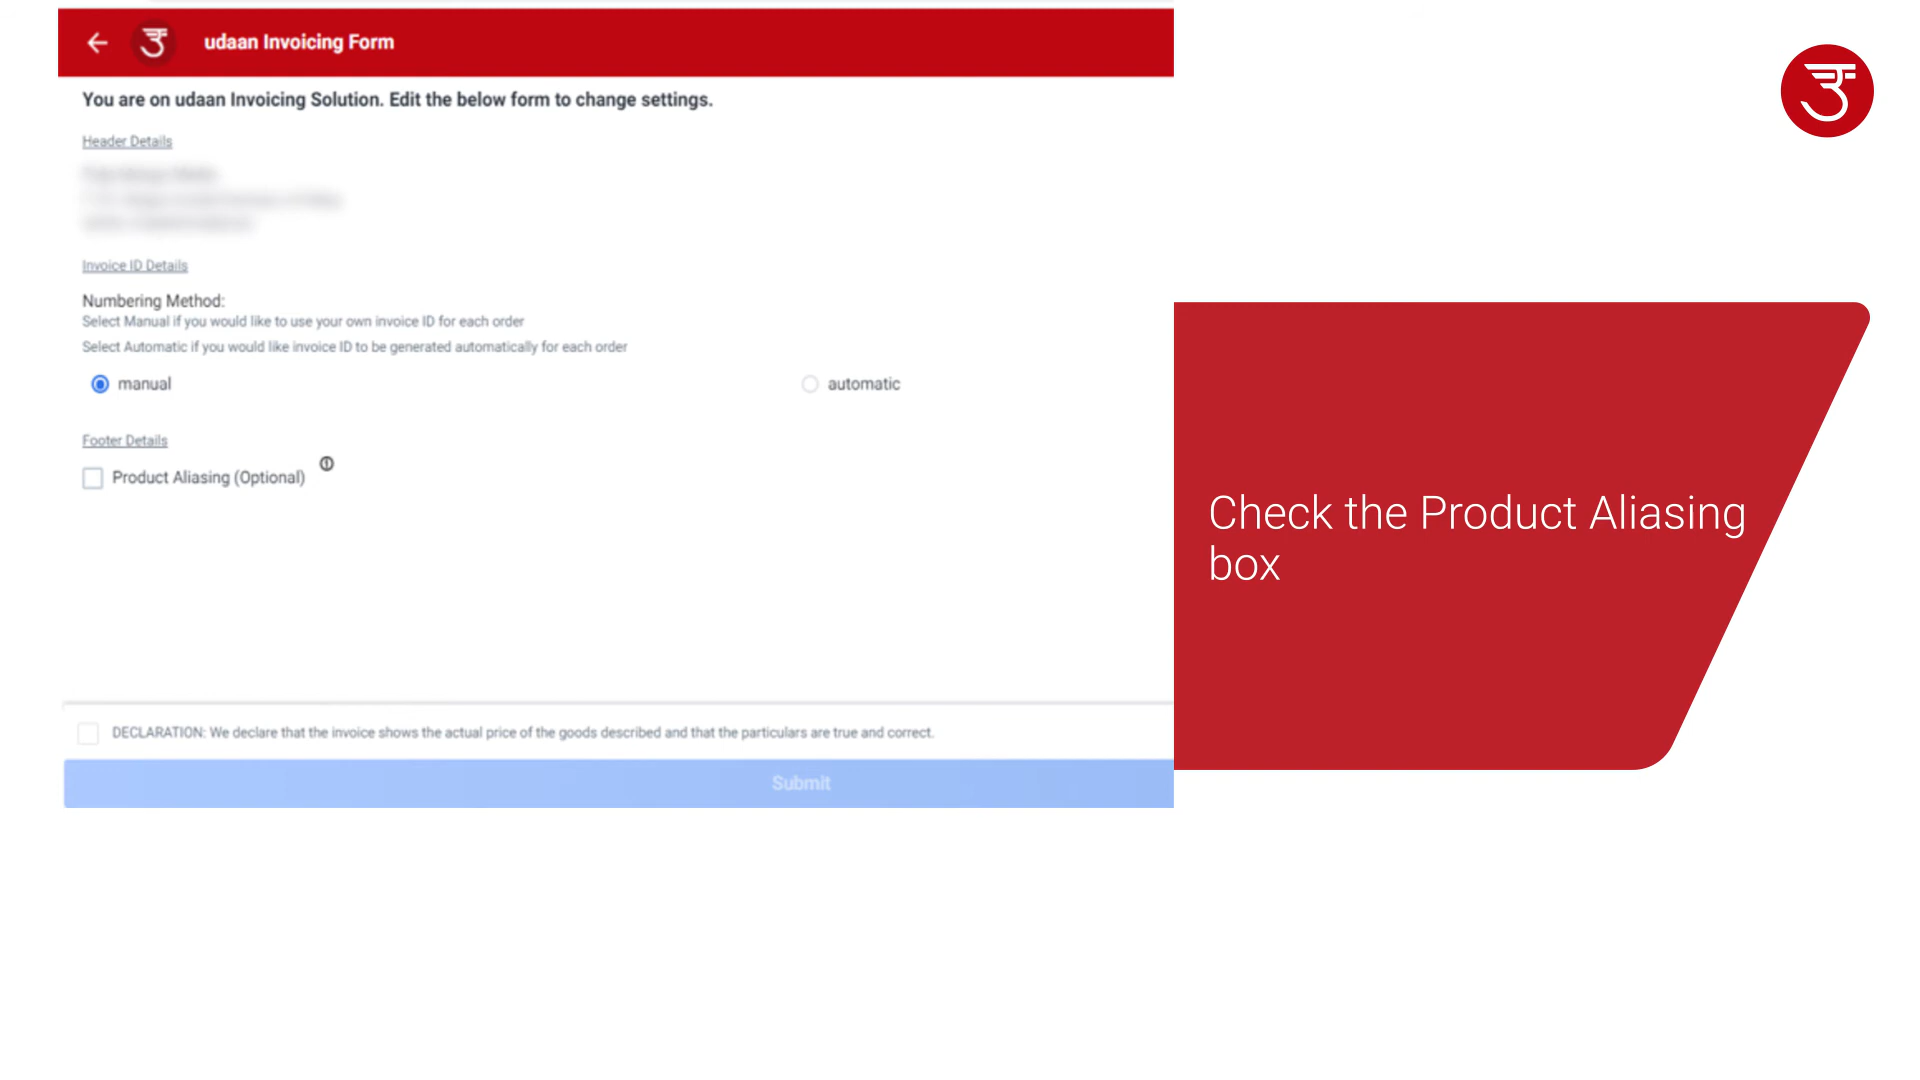 udaan Invoicing Form
You are on udaan Invoicing Solution. Edit the below form to change settings.
Header Details
Invoice ID Details
Numbering Method:
Select Manual if you would like to use your own invoice ID for each order
Select Automatic if you would like invoice ID to be generated automatically for each order
manual
automatic
Footer Details
Product Aliasing (Optional)
DECLARATION: We declare that the invoice shows the actual price of the goods described and that the particulars are true and correct.
Submit
Check the Product Aliasing
box